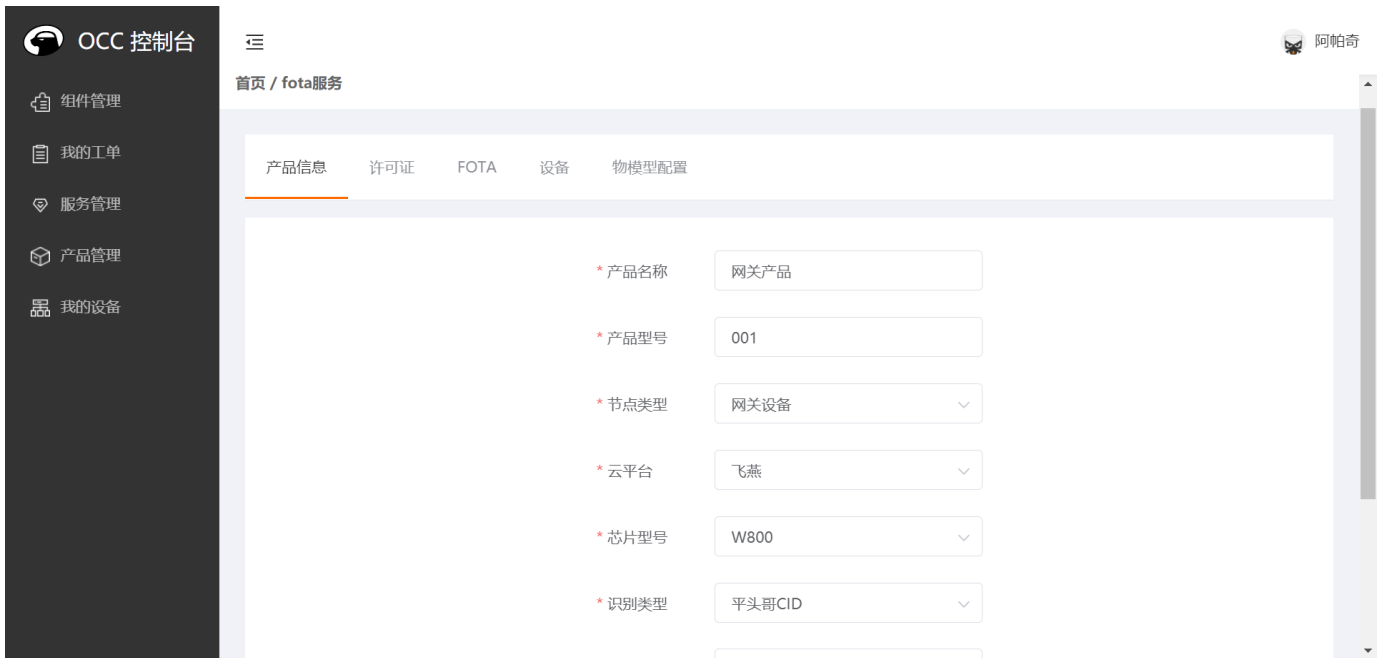 OCC 控制台
阿帕奇
首页 / fota服务
组件管理
我的工单
服务管理
产品管理
我的设备
产品信息 许可证 FOTA 设备 物模型配置
* 产品名称 网关产品
* 产品型号 001
* 节点类型 网关设备
* 云平台 飞燕
* 芯片型号 W800
* 识别类型 平头哥CID